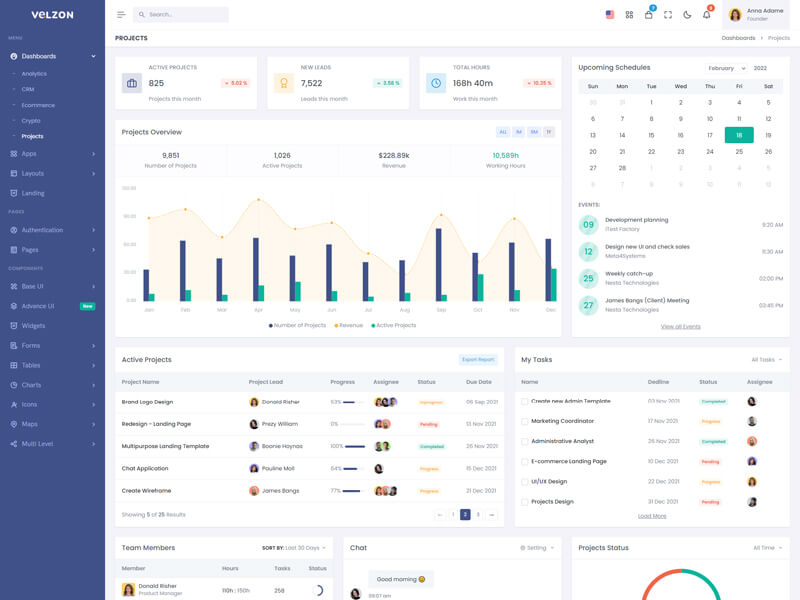 VELZON
Search...
7
5
Anna Adame
Founder
MENU
Dashboards
Analytics
CRM
Ecommerce
Crypto
Projects
Apps
Layouts
Landing
PAGES
Authentication
Pages
COMPONENTS
Base UI
Advance UI New
Widgets
Forms
Tables
Charts
Icons
Maps
Multi Level
PROJECTS
Dashboards > Projects
ACTIVE PROJECTS
825 5.02 %
Projects this month
NEW LEADS
7,522 3.58 %
Leads this month
TOTAL HOURS
168h 40m 10.35 %
Work this month
Projects Overview
ALL 1M 6M 1Y
9,851
Number of Projects
1,026
Active Projects
$228.89k
Revenue
10,589h
Working Hours
120.00
90.00
60.00
30.00
0.00
Jan Feb Mar Apr May Jun Jul Aug Sep Oct Nov Dec
Number of Projects Revenue Active Projects
Upcoming Schedules
February 2022
Sun Mon Tue Wed Thu Fri Sat
30 31 1 2 3 4 5
6 7 8 9 10 11 12
13 14 15 16 17 18 19
20 21 22 23 24 25 26
27 28 1 2 3 4 5
6 7 8 9 10 11 12
EVENTS:
09 Development planning
iTest Factory
9:20 AM
12 Design new UI and check sales
Meta4Systems
11:30 AM
25 Weekly catch-up
Nesta Technologies
02:00 PM
27 James Bangs (Client) Meeting
Nesta Technologies
03:45 PM
View all Events
Active Projects
Export Report
Project Name Project Lead Progress Assignee Status Due Date
Brand Logo Design Donald Risher 53% Inprogress 06 Sep 2021
Redesign - Landing Page Prezy William 0% Pending 13 Nov 2021
Multipurpose Landing Template Boonie Hoynas 100% Completed 26 Nov 2021
Chat Application Pauline Moll 64% Progress 15 Dec 2021
Create Wireframe James Bangs 77% Progress 21 Dec 2021
Showing 5 of 25 Results
← 1 2 3 →
My Tasks
All Tasks
Name Dedline Status Assignee
Create new Admin Template 03 Nov 2021 Completed
Marketing Coordinator 17 Nov 2021 Progress
Administrative Analyst 26 Nov 2021 Completed
E-commerce Landing Page 10 Dec 2021 Pending
UI/UX Design 22 Dec 2021 Progress
Projects Design 31 Dec 2021 Pending
Load More
Team Members
SORT BY: Last 30 Days
Member Hours Tasks Status
Donald Risher
Product Manager
110h : 150h 258
Chat
Setting
Good morning 😊
09:07 am
Projects Status
All Time